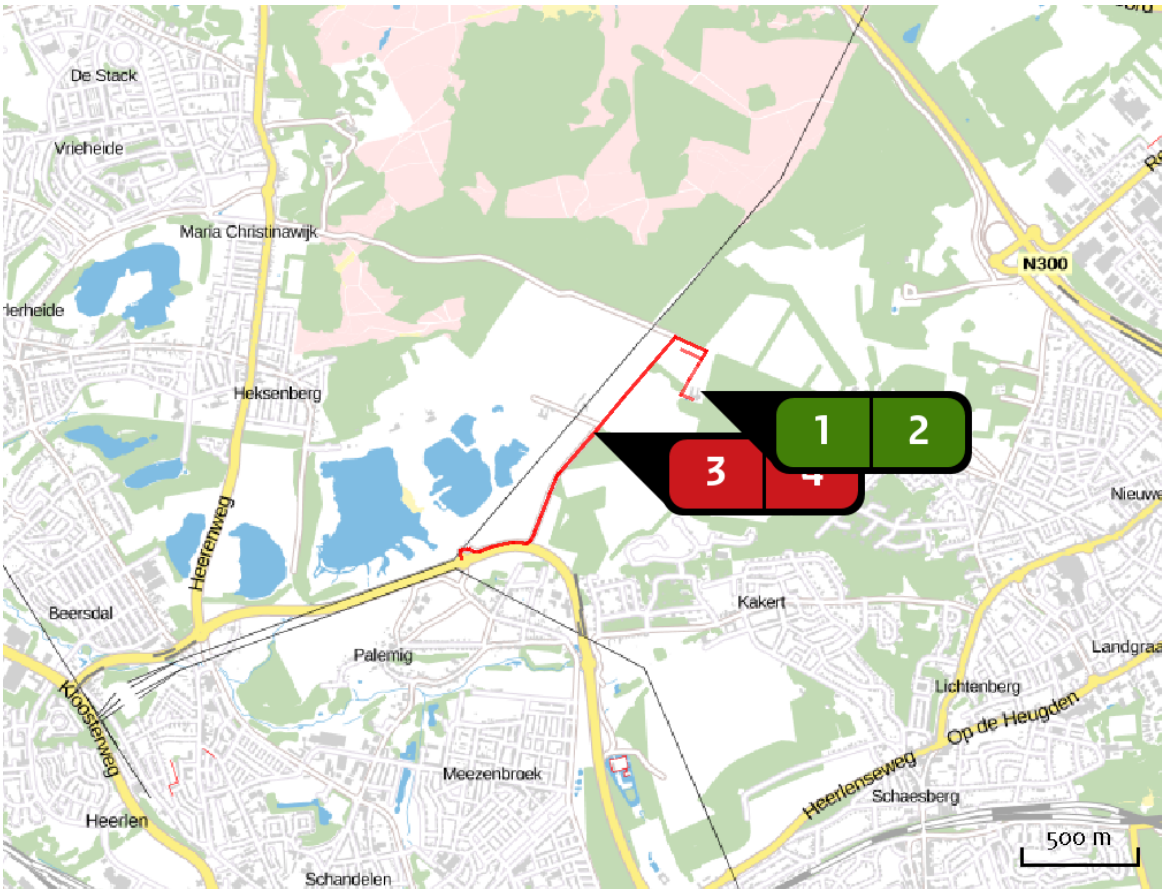 De Stack
Vrieheide
Maria Christinawijk
N300
rlerheide
Heksenberg
1
2
3
4
Nieuwe
Heerenweg
Beersdal
Kakert
Palemig
Landgraa
Lichtenberg
Op de Heugden
Kloosterweg
Meezenbroek
Heerlenseweg
Schaesberg
Heerlen
500 m
Schandelen